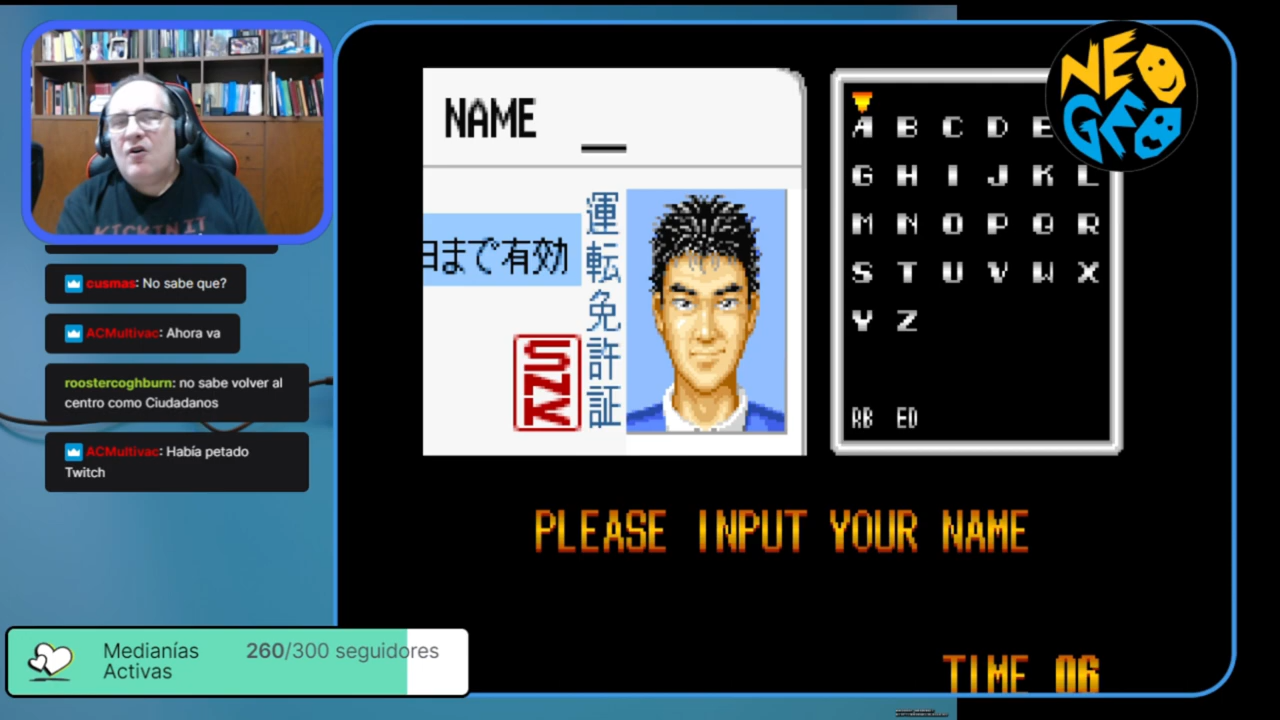 KICKIN II
cusmas: No sabe que?
ACMultivac: Ahora va
roostercoghburn: no sabe volver al
centro como Ciudadanos
ACMultivac: Había petado
Twitch
Medianías
Activas
260/300 seguidores
NAME
日まで有効
運転免許証
SNK
A B C D E
G H I J K L
M N O P Q R
S T U V W X
Y Z
RB ED
NEO
GEO
PLEASE INPUT YOUR NAME
TIME 06